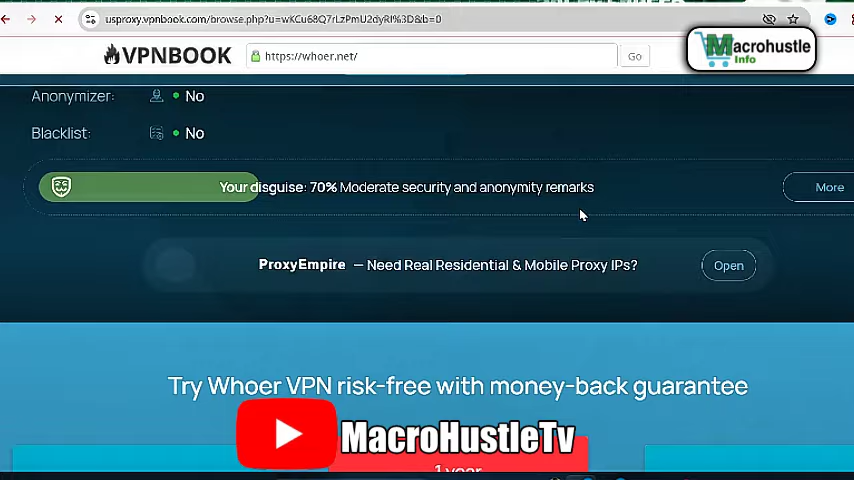 usproxy.vpnbook.com/browse.php?u=wKCu68Q7rLzPmU2dyRI%3D&b=0
VPNBOOK
https://whoer.net/
Go
Macrohustle
Info
Anonymizer: No
Blacklist: No
Your disguise: 70% Moderate security and anonymity remarks
More
ProxyEmpire — Need Real Residential & Mobile Proxy IPs?
Open
Try Whoer VPN risk-free with money-back guarantee
MacroHustleTv
1 year